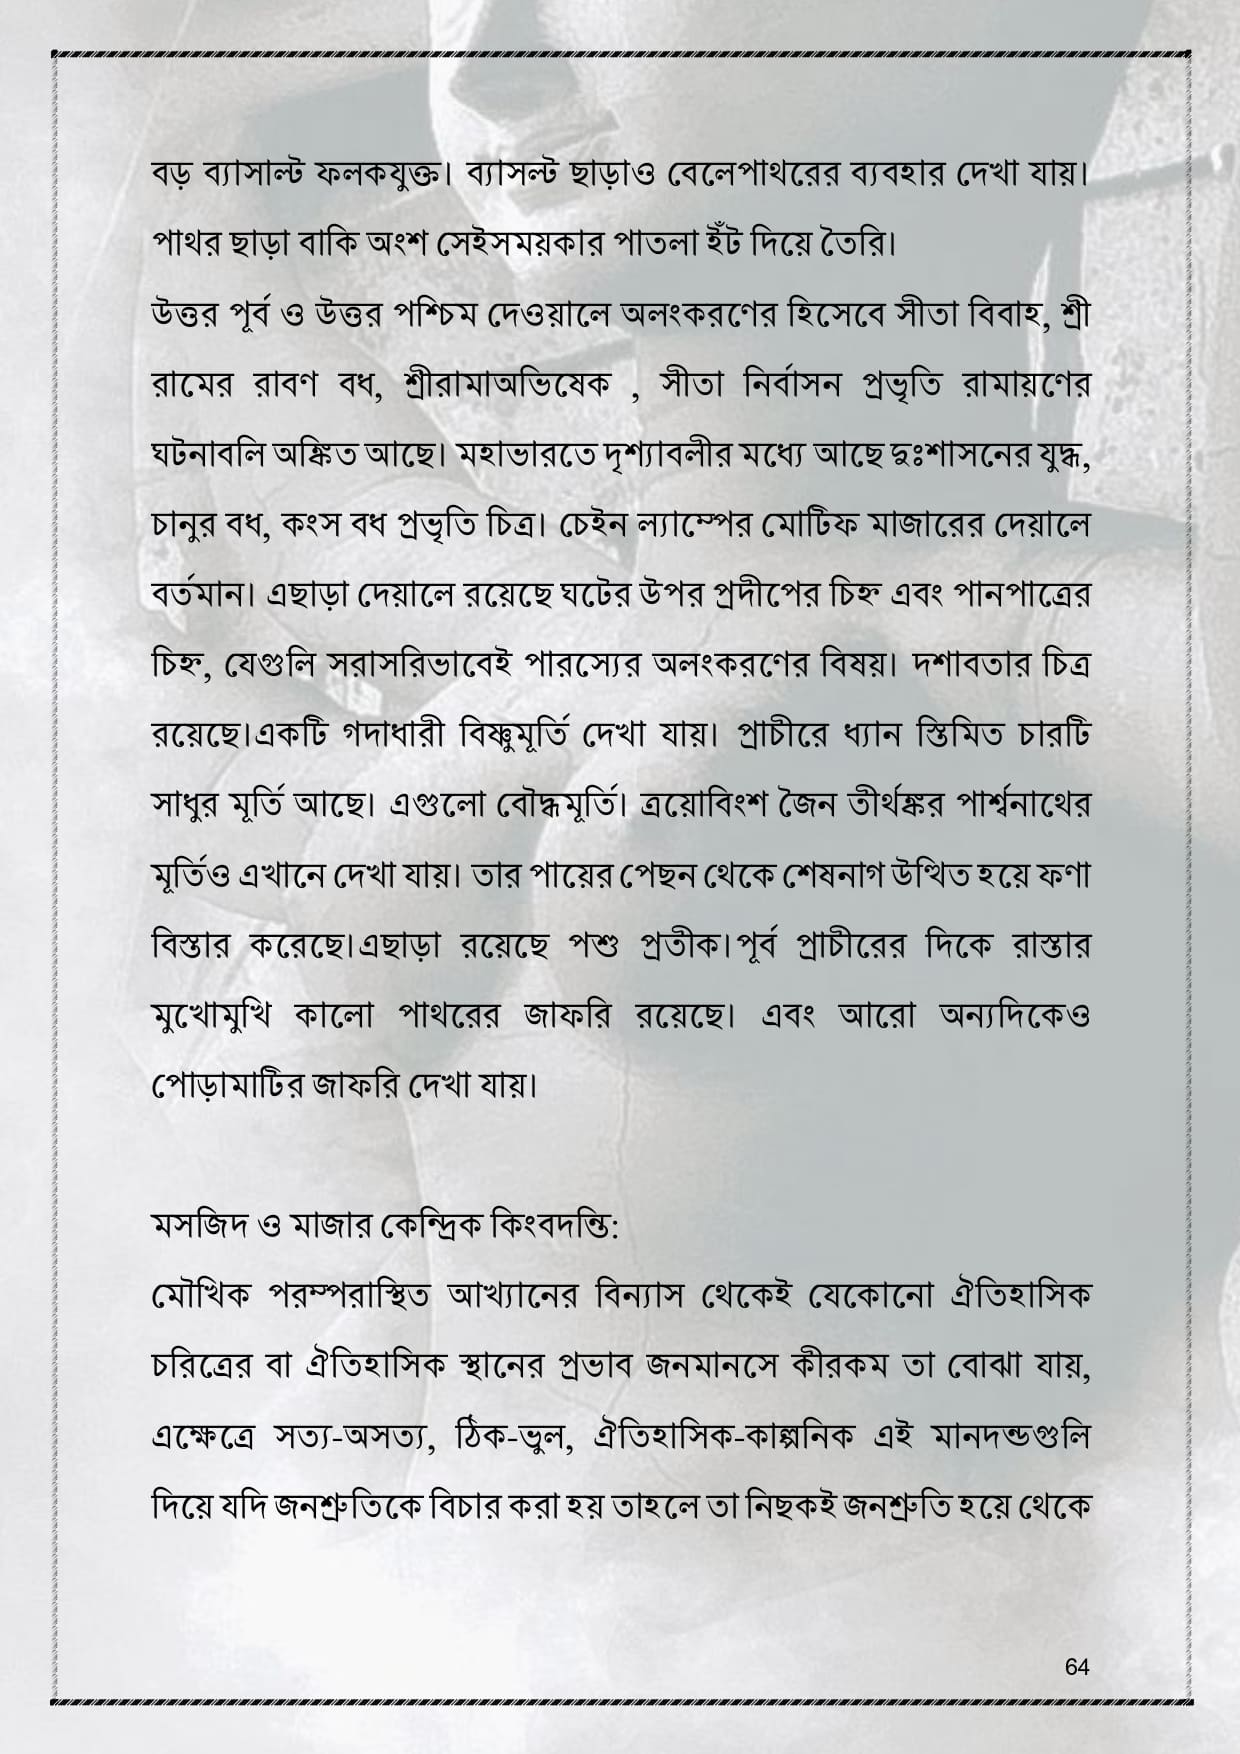 বড় ব্যাসাল্ট ফলকযুক্ত। ব্যাসল্ট ছাড়াও বেলেপাথরের ব্যবহার দেখা যায়।
পাথর ছাড়া বাকি অংশ সেইসময়কার পাতলা ইঁট দিয়ে তৈরি।
উত্তর পূর্ব ও উত্তর পশ্চিম দেওয়ালে অলংকরণের হিসেবে সীতা বিবাহ, শ্রী
রামের রাবণ বধ, শ্রীরামাঅভিষেক , সীতা নির্বাসন প্রভৃতি রামায়ণের
ঘটনাবলি অঙ্কিত আছে। মহাভারতে দৃশ্যাবলীর মধ্যে আছে দুঃশাসনের যুদ্ধ,
চানুর বধ, কংস বধ প্রভৃতি চিত্র। চেইন ল্যাম্পের মোটিফ মাজারের দেয়ালে
বর্তমান। এছাড়া দেয়ালে রয়েছে ঘটের উপর প্রদীপের চিহ্ন এবং পানপাত্রের
চিহ্ন, যেগুলি সরাসরিভাবেই পারস্যের অলংকরণের বিষয়। দশাবতার চিত্র
রয়েছে।একটি গদাধারী বিষ্ণুমূর্তি দেখা যায়। প্রাচীরে ধ্যান স্তিমিত চারটি
সাধুর মূর্তি আছে। এগুলো বৌদ্ধমূর্তি। ত্রয়োবিংশ জৈন তীর্থঙ্কর পার্শ্বনাথের
মূর্তিও এখানে দেখা যায়। তার পায়ের পেছন থেকে শেষনাগ উত্থিত হয়ে ফণা
বিস্তার করেছে।এছাড়া রয়েছে পশু প্রতীক।পূর্ব প্রাচীরের দিকে রাস্তার
মুখোমুখি কালো পাথরের জাফরি রয়েছে। এবং আরো অন্যদিকেও
পোড়ামাটির জাফরি দেখা যায়।
মসজিদ ও মাজার কেন্দ্রিক কিংবদন্তি:
মৌখিক পরম্পরাস্থিত আখ্যানের বিন্যাস থেকেই যেকোনো ঐতিহাসিক
চরিত্রের বা ঐতিহাসিক স্থানের প্রভাব জনমানসে কীরকম তা বোঝা যায়,
এক্ষেত্রে সত্য-অসত্য, ঠিক-ভুল, ঐতিহাসিক-কাল্পনিক এই মানদন্ডগুলি
দিয়ে যদি জনশ্রুতিকে বিচার করা হয় তাহলে তা নিছকই জনশ্রুতি হয়ে থেকে
64